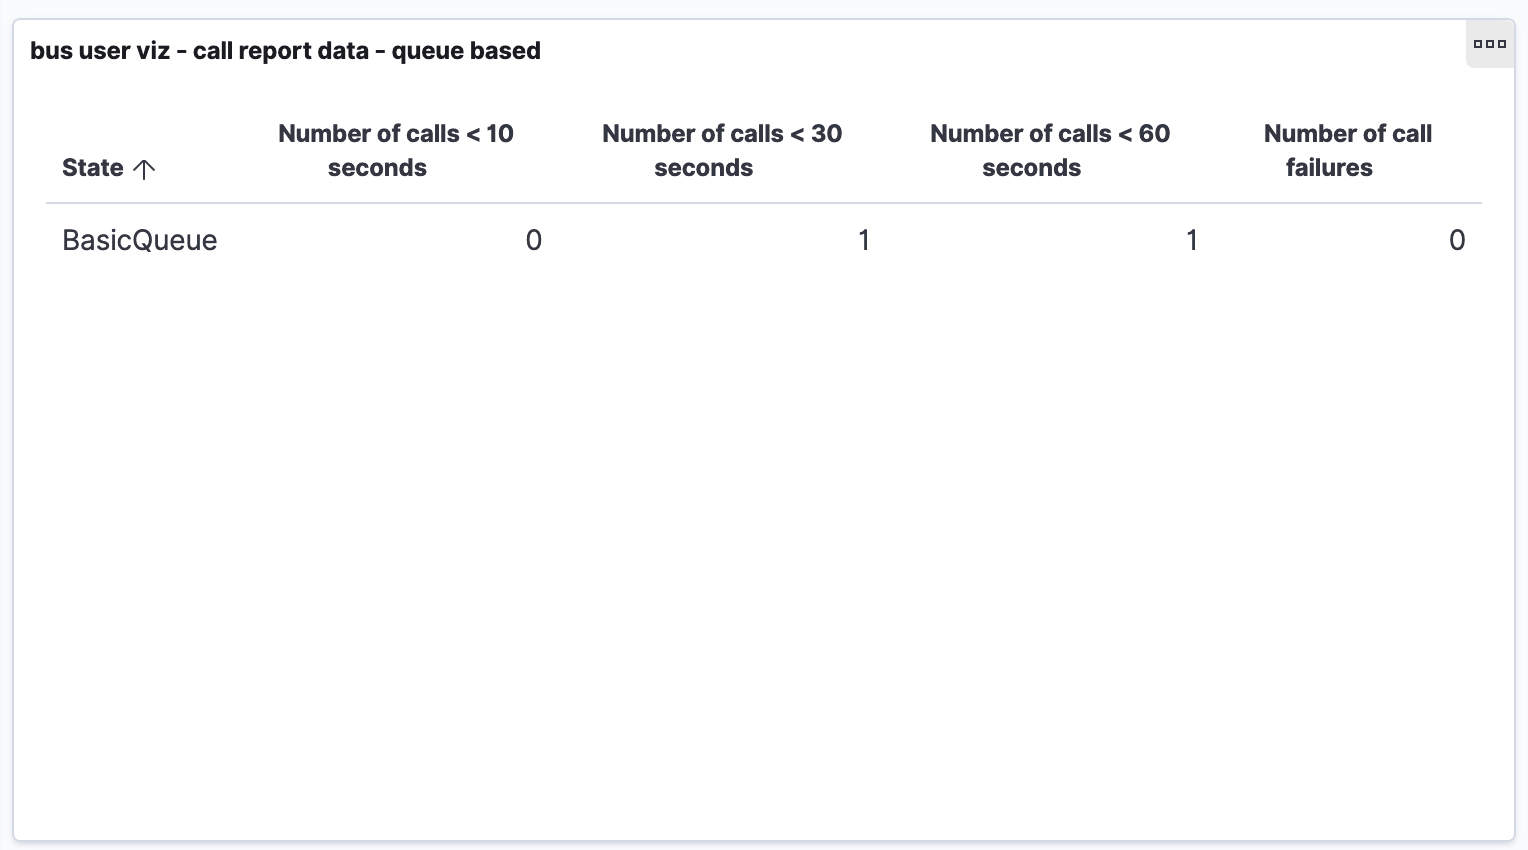 bus user viz - call report data - queue based
State
Number of calls < 10
seconds
Number of calls < 30
seconds
Number of calls < 60
seconds
Number of call
failures
BasicQueue 0 1 1 0